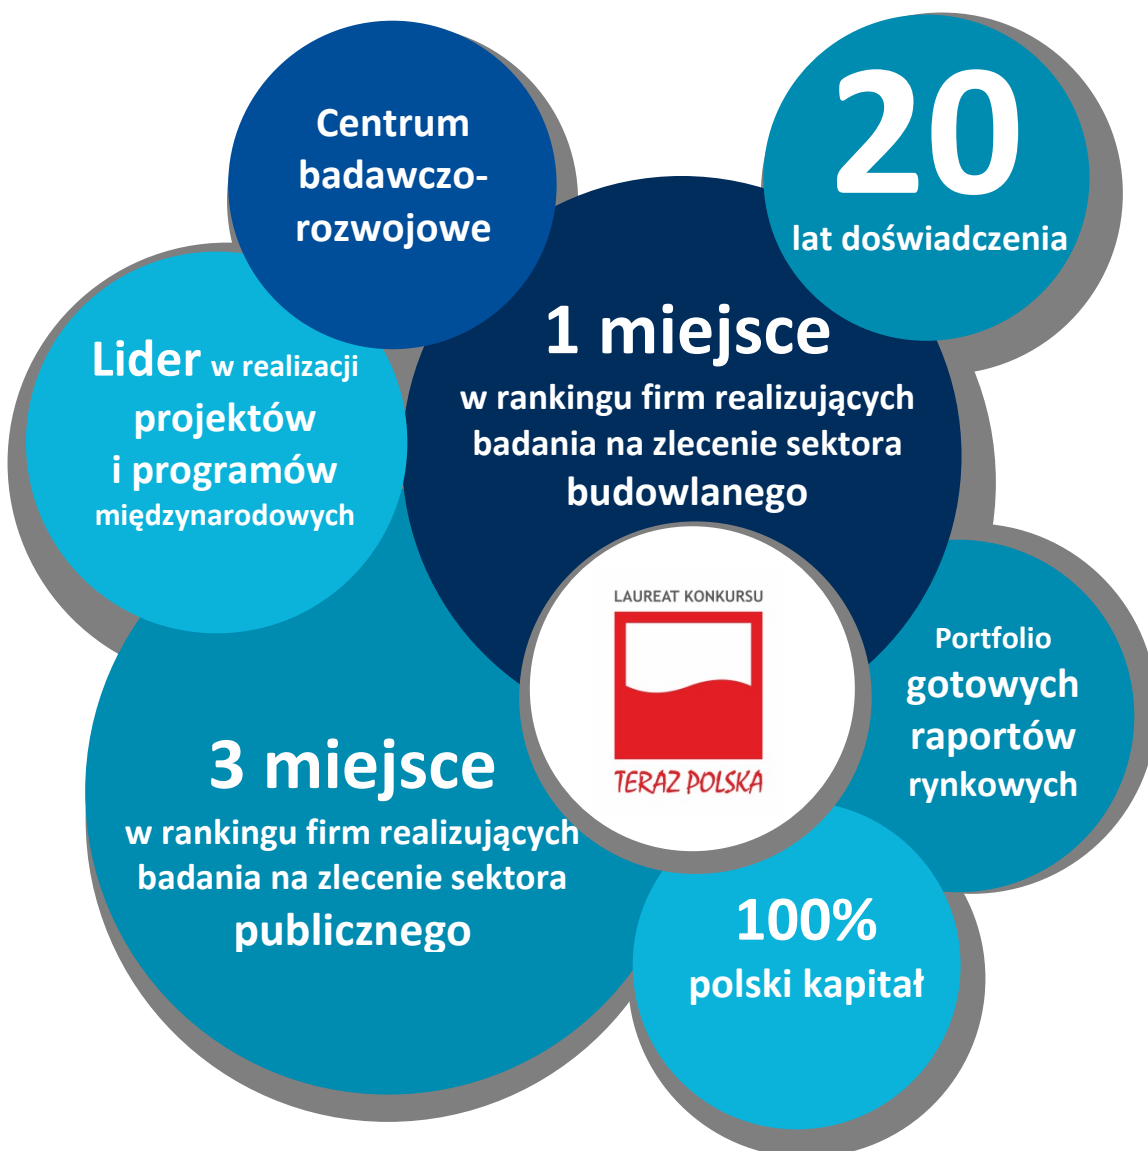 Centrum
badawczo-
rozwojowe
20
lat doświadczenia
Lider w realizacji
projektów
i programów
międzynarodowych
1 miejsce
w rankingu firm realizujących
badania na zlecenie sektora
budowlanego
LAUREAT KONKURSU
TERAZ POLSKA
Portfolio
gotowych
raportów
rynkowych
3 miejsce
w rankingu firm realizujących
badania na zlecenie sektora
publicznego
100%
polski kapitał